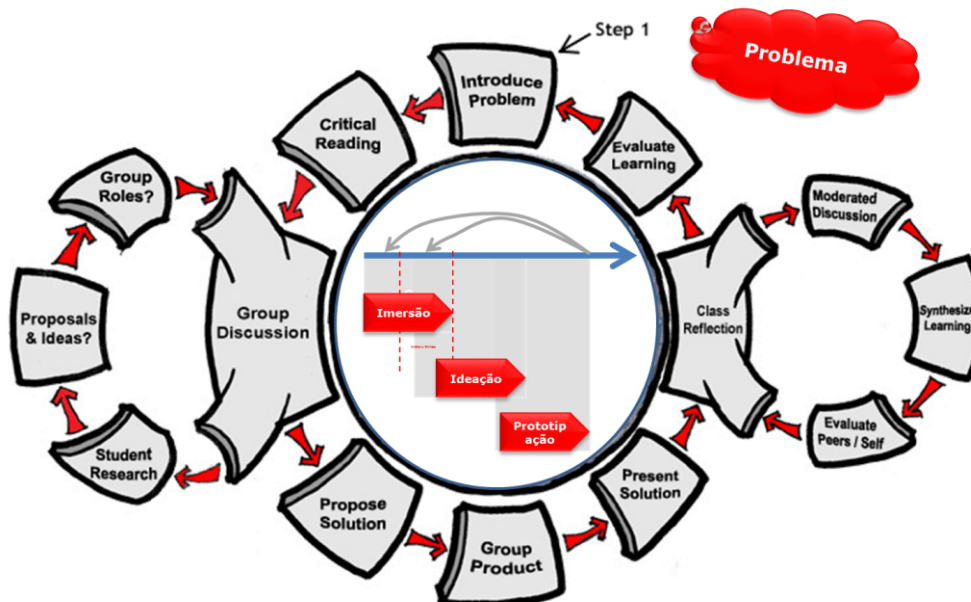 Step 1
Problema
Introduce
Problem
Critical
Reading
Evaluate
Learning
Group
Roles?
Moderated
Discussion
Proposals
& Ideas?
Group
Discussion
Imersão
Ideação
Prototip
ação
Class
Reflection
Synthesize
Learning
Student
Research
Evaluate
Peers / Self
Propose
Solution
Present
Solution
Group
Product